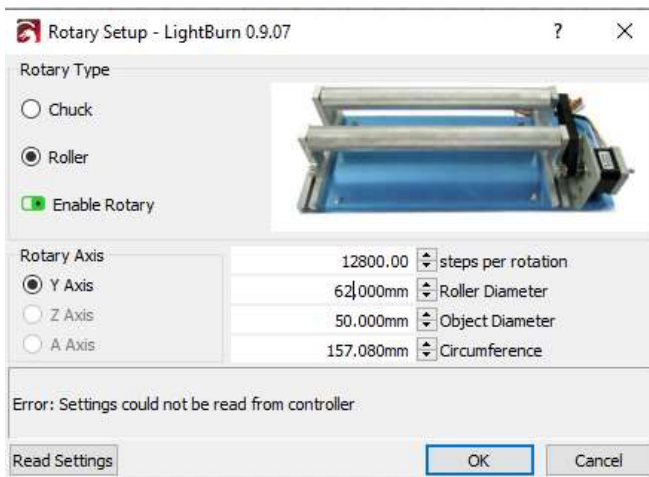 Rotary Setup - LightBurn 0.9.07 ?
Rotary Type
Chuck
Roller
Enable Rotary
Rotary Axis
Y Axis
Z Axis
A Axis
12800.00 steps per rotation
62.000mm Roller Diameter
50.000mm Object Diameter
157.080mm Circumference
Error: Settings could not be read from controller
Read Settings OK Cancel